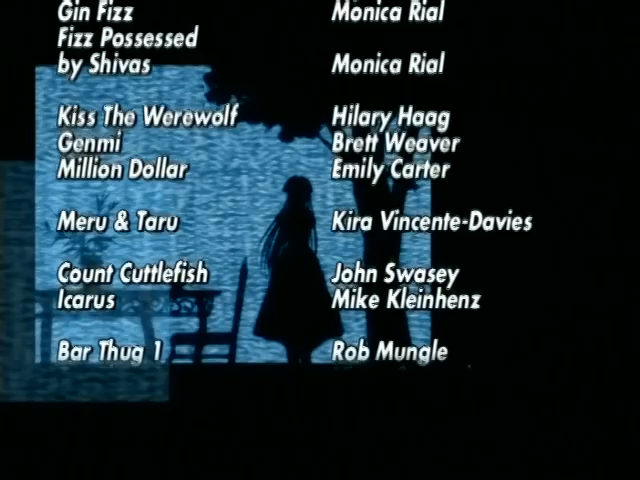 Gin Fizz Monica Rial
Fizz Possessed
by Shivas Monica Rial
Kiss The Werewolf Hilary Haag
Genmi Brett Weaver
Million Dollar Emily Carter
Meru & Taru Kira Vincente-Davies
Count Cuttlefish John Swasey
Icarus Mike Kleinhenz
Bar Thug 1 Rob Mungle